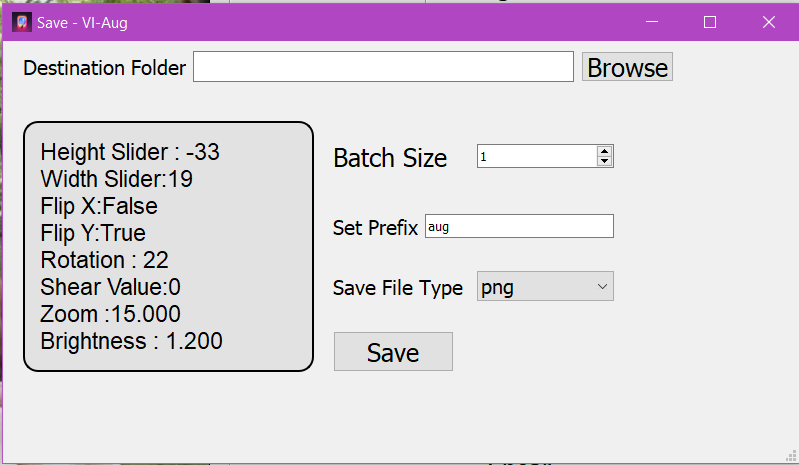 Save - VI-Aug
Destination Folder
Browse
Height Slider : -33
Width Slider:19
Flip X:False
Flip Y:True
Rotation : 22
Shear Value:0
Zoom :15.000
Brightness : 1.200
Batch Size 1
Set Prefix aug
Save File Type png
Save